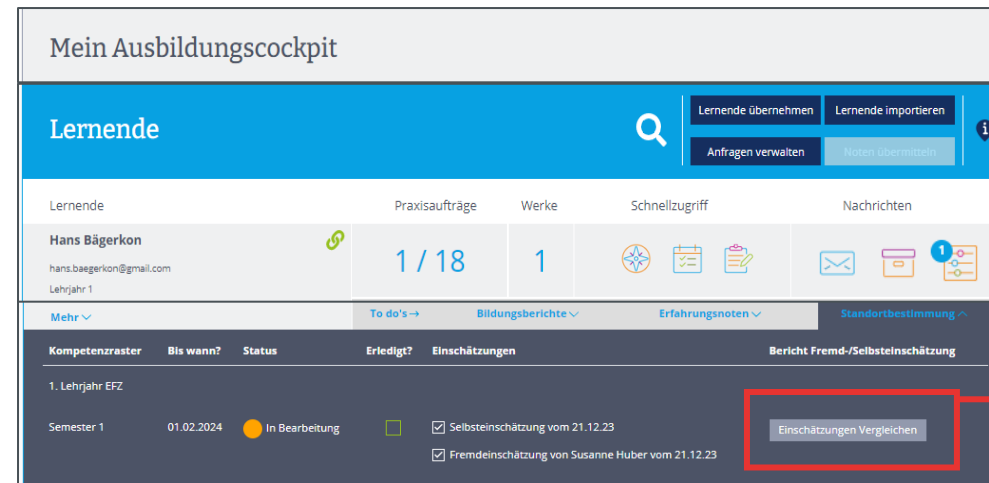 Mein Ausbildungscockpit
Lernende
Lernende übernehmen
Lernende importieren
Anfragen verwalten
Noten übermitteln
i
Lernende
Praxisaufträge
Werke
Schnellzugriff
Nachrichten
Hans Bägerkon
hans.baegerkon@gmail.com
Lehrjahr 1
1 / 18
1
1
Mehr
To do's →
Bildungsberichte
Erfahrungsnoten
Standortbestimmung
Kompetenzraster
Bis wann?
Status
Erledigt?
Einschätzungen
Bericht Fremd-/Selbsteinschätzung
1. Lehrjahr EFZ
Semester 1
01.02.2024
In Bearbeitung
Selbsteinschätzung vom 21.12.23
Einschätzungen Vergleichen
Fremdeinschätzung von Susanne Huber vom 21.12.23